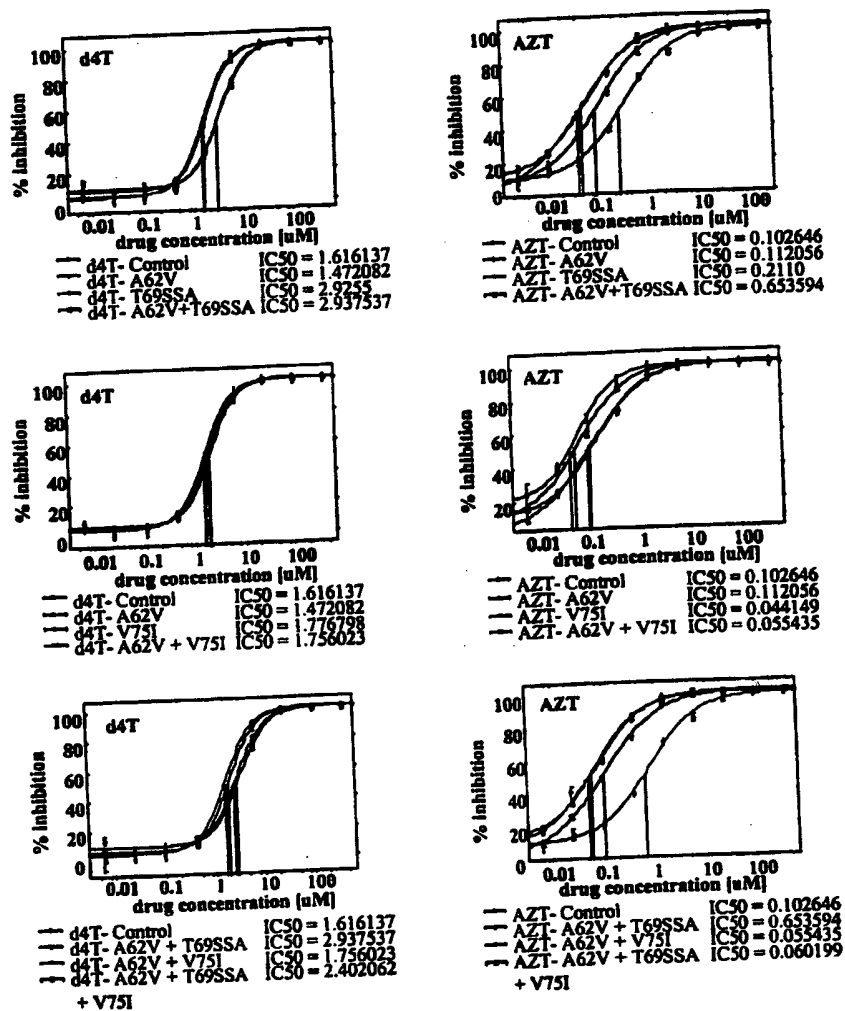 d4T
100
80
60
40
20
0
% inhibition
0.01 0.1 1 10 100
drug concentration [uM]
d4T- Control IC50 = 1.616137
d4T- A62V IC50 = 1.472082
d4T- T69SSA IC50 = 2.9255
d4T- A62V+T69SSA IC50 = 2.937537
AZT
100
80
60
40
20
0
% inhibition
0.01 0.1 1 10 100
drug concentration [uM]
AZT- Control IC50 = 0.102646
AZT- A62V IC50 = 0.112056
AZT- T69SSA IC50 = 0.2110
AZT- A62V+T69SSA IC50 = 0.653594
d4T
100
80
60
40
20
0
% inhibition
0.01 0.1 1 10 100
drug concentration [uM]
d4T- Control IC50 = 1.616137
d4T- A62V IC50 = 1.472082
d4T- V75I IC50 = 1.776798
d4T- A62V + V75I IC50 = 1.756023
AZT
100
80
60
40
20
% inhibition
0.01 0.1 1 10 100
drug concentration [uM]
AZT- Control IC50 = 0.102646
AZT- A62V IC50 = 0.112056
AZT- V75I IC50 = 0.044149
AZT- A62V + V75I IC50 = 0.055435
d4T
100
80
60
40
20
0
% inhibition
0.01 0.1 1 10 100
drug concentration [uM]
d4T- Control IC50 = 1.616137
d4T- A62V + T69SSA IC50 = 2.937537
d4T- A62V + V75I IC50 = 1.756023
d4T- A62V + T69SSA IC50 = 2.402062
+ V75I
AZT
100
80
60
40
20
0
% inhibition
0.01 0.1 1 10 100
drug concentration [uM]
AZT- Control IC50 = 0.102646
AZT- A62V + T69SSA IC50 = 0.653594
AZT- A62V + V75I IC50 = 0.055435
AZT- A62V + T69SSA IC50 = 0.060199
+ V75I